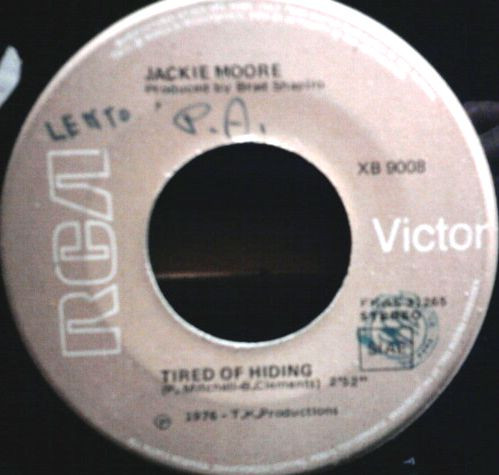 JACKIE MOORE
Produced by Brad Shapiro
LENTO P.A.
XB 9008
RCA
Victor
STEREO
SIAE
TIRED OF HIDING
(P. Mitchell-B. Clements) 2'52"
℗ 1976 - T.K. Productions